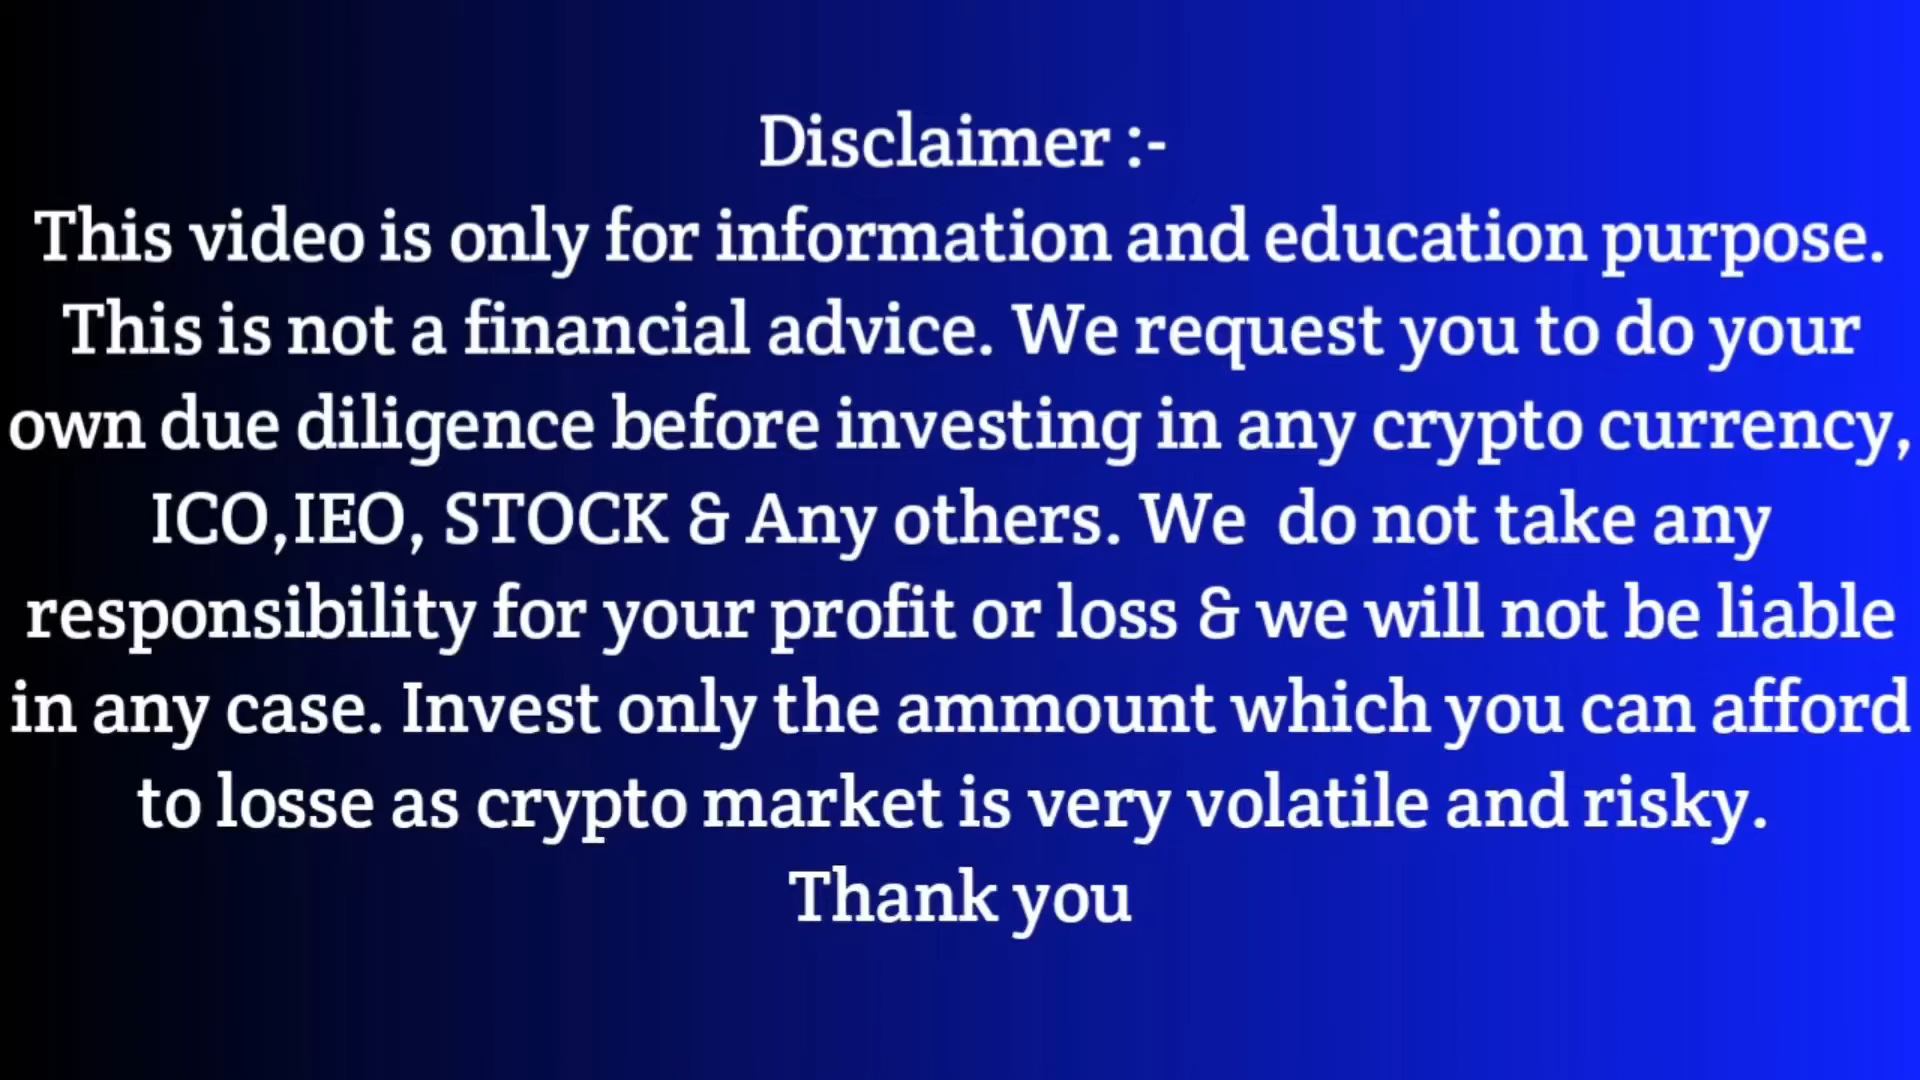 Disclaimer :-
This video is only for information and education purpose.
This is not a financial advice. We request you to do your
own due diligence before investing in any crypto currency,
ICO,IEO, STOCK & Any others. We  do not take any
responsibility for your profit or loss & we will not be liable
in any case. Invest only the ammount which you can afford
to losse as crypto market is very volatile and risky.
Thank you